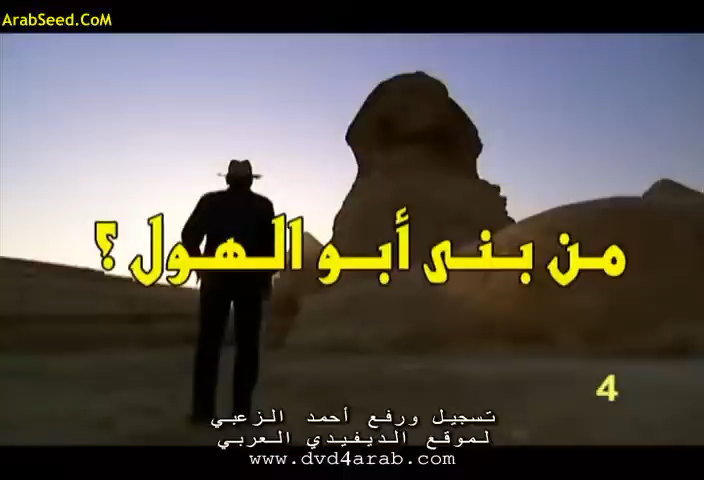 ArabSeed.CoM
من بنى أبو الهول ؟
4
تسجيل ورفع أحمد الزعبي
لموقع الديفيدي العربي
www.dvd4arab.com